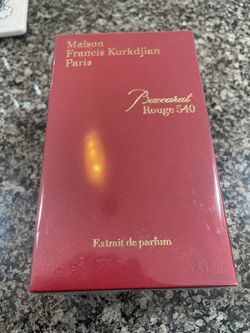 Maison
Francis Kurkdjian
Paris
Baccarat
Rouge 540
Extrait de parfum